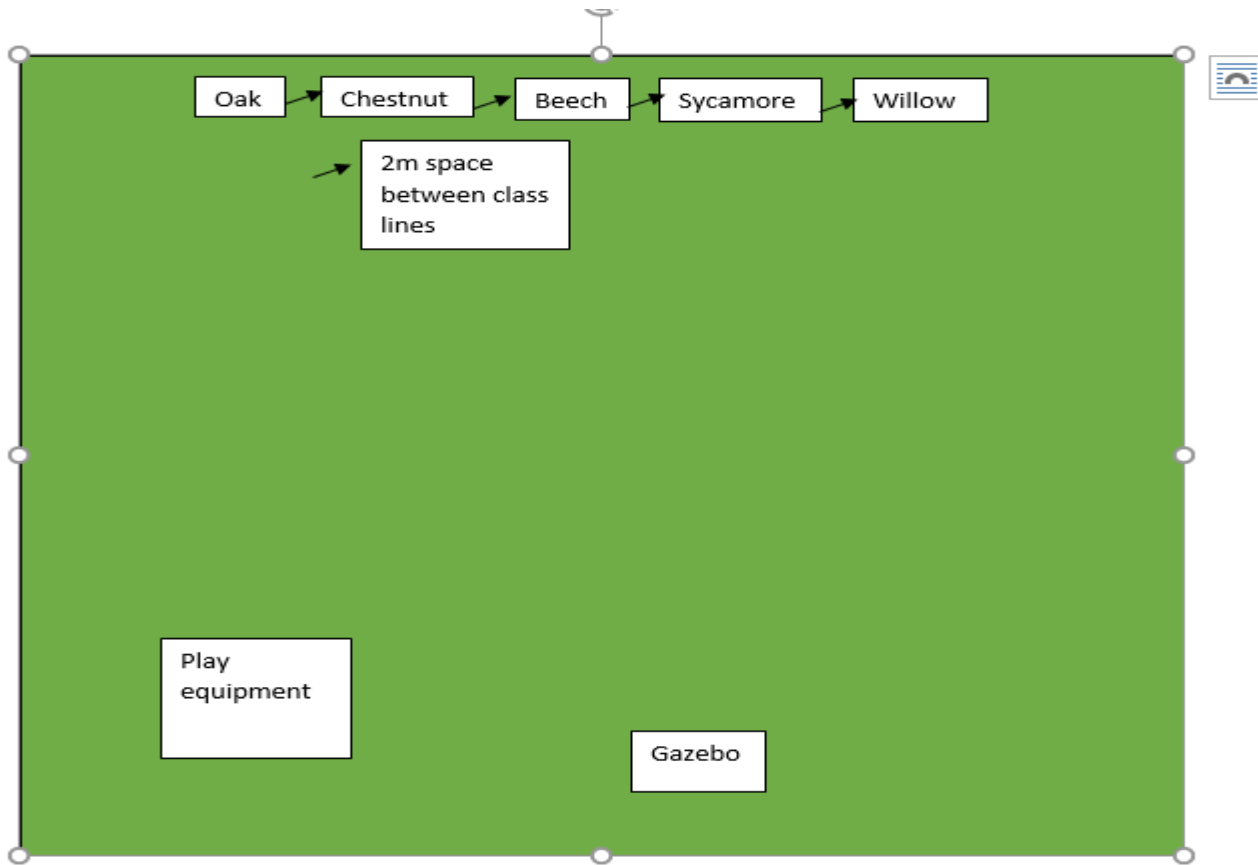 Oak
Chestnut
Beech
Sycamore
Willow
2m space
between class
lines
Play
equipment
Gazebo